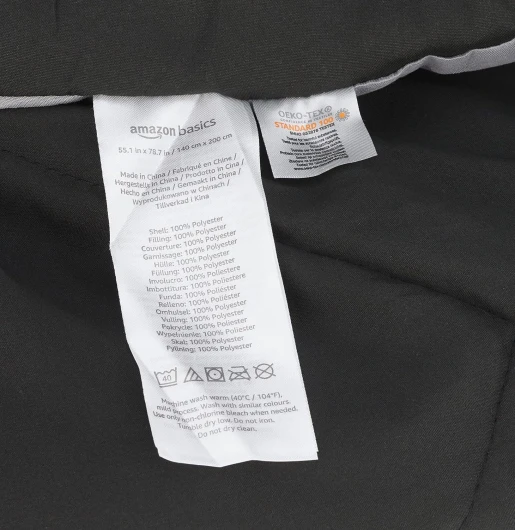 amazon basics
55.1 in x 78.7 in / 140 cm x 200 cm
Made in China / Fabriqué en Chine /
Hergestellt in China / Prodotto in Cina /
Hecho en China / Gemaakt in China /
Wyprodukowano w Chinach /
Tillverkad i Kina
Shell: 100% Polyester
Filling: 100% Polyester
Couverture: 100% Polyester
Garnissage: 100% Polyester
Hülle: 100% Polyester
Füllung: 100% Polyester
Involucro: 100% Poliestere
Imbottitura: 100% Poliestere
Funda: 100% Poliéster
Relleno: 100% Poliéster
Omhulsel: 100% Polyester
Vulling: 100% Polyester
Pokrycie: 100% Polyester
Wypełnienie: 100% Polyester
Skal: 100% Polyester
Fyllning: 100% Polyester
40
Machine wash warm (40°C / 104°F),
mild process. Wash with similar colours.
Use only non-chlorine bleach when needed.
Tumble dry low. Do not iron.
Do not dry clean.
OEKO-TEX®
STANDARD 100